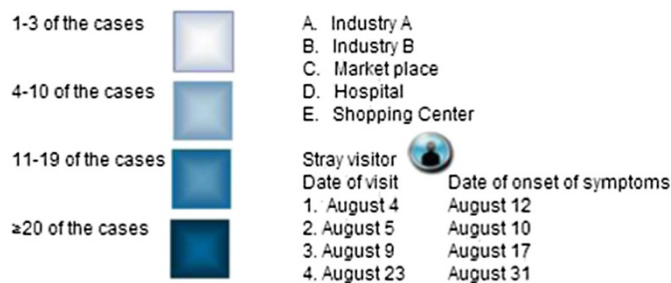 1-3 of the cases
4-10 of the cases
11-19 of the cases
≥20 of the cases
A. Industry A
B. Industry B
C. Market place
D. Hospital
E. Shopping Center
Stray visitor
Date of visit Date of onset of symptoms
1. August 4 August 12
2. August 5 August 10
3. August 9 August 17
4. August 23 August 31